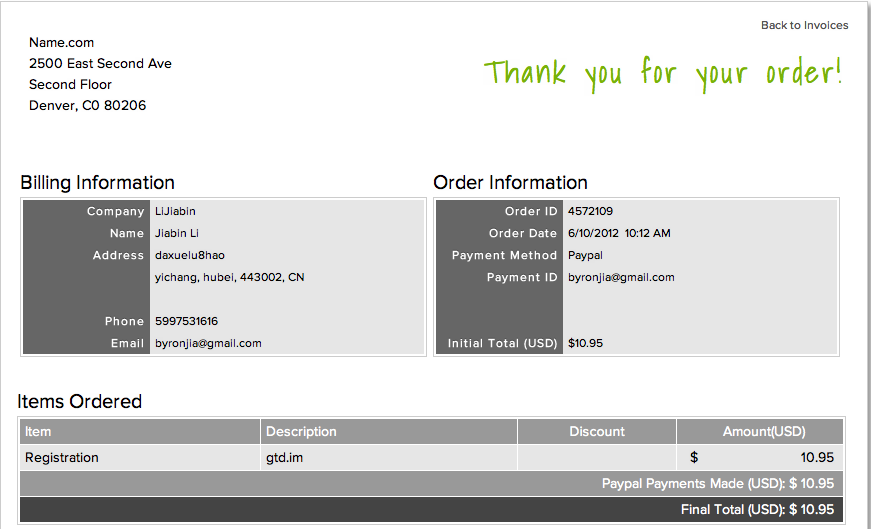 Back to Invoices
Name.com
2500 East Second Ave
Second Floor
Denver, C0 80206
Thank you for your order!
Billing Information
Company LiJiabin
Name Jiabin Li
Address daxuelu8hao
yichang, hubei, 443002, CN
Phone 5997531616
Email byronjia@gmail.com
Order Information
Order ID 4572109
Order Date 6/10/2012 10:12 AM
Payment Method Paypal
Payment ID byronjia@gmail.com
Initial Total (USD) $10.95
Items Ordered
Item Description Discount Amount(USD)
Registration gtd.im $ 10.95
Paypal Payments Made (USD): $ 10.95
Final Total (USD): $ 10.95